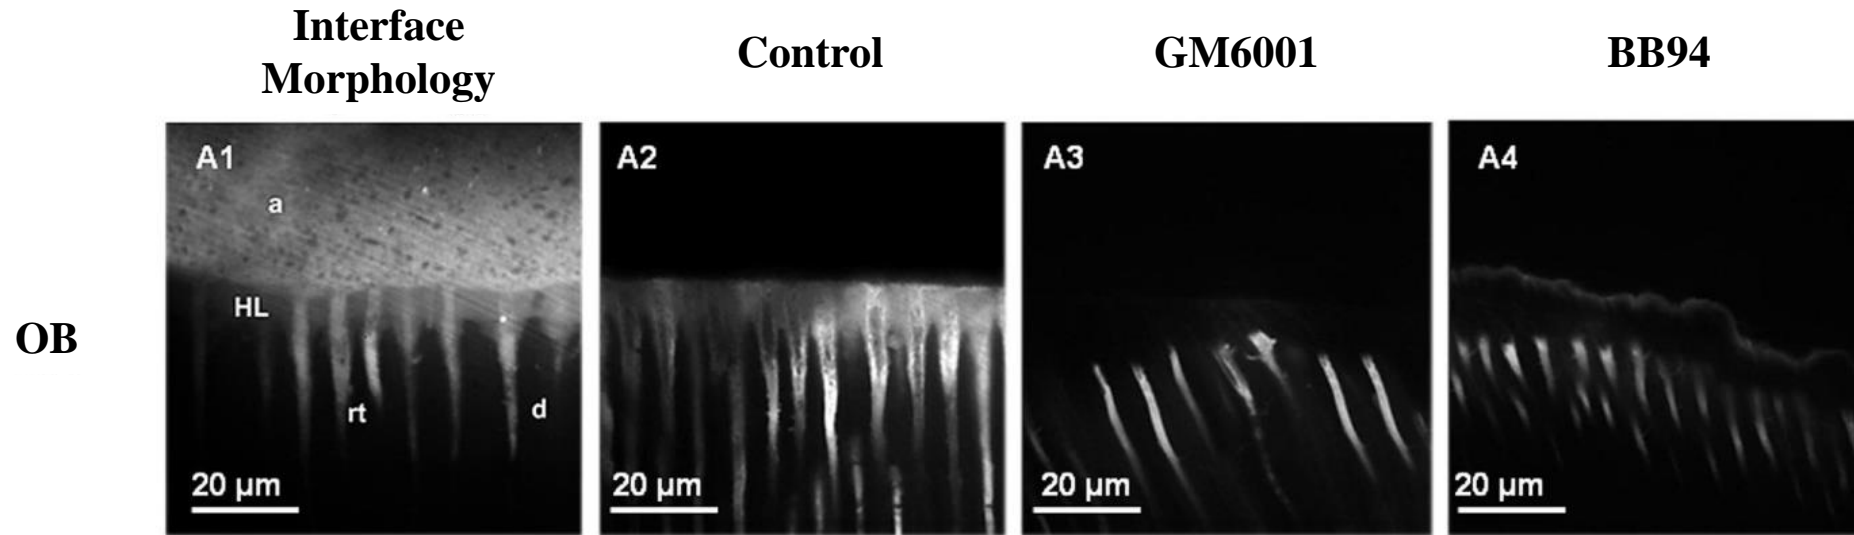 Interface
Morphology
Control
GM6001
BB94
OB
A1
a
HL
rt
d
20 µm
A2
20 µm
A3
20 µm
A4
20 µm